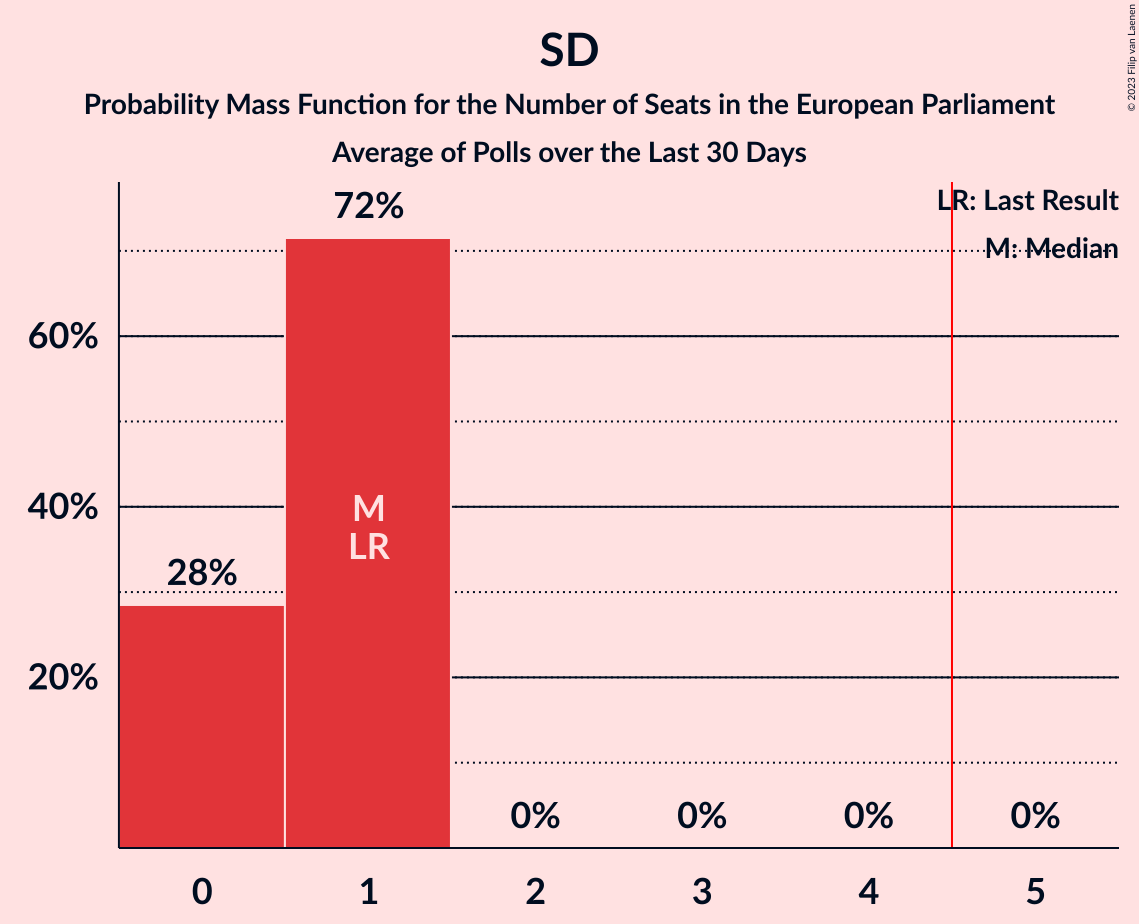 SD
Probability Mass Function for the Number of Seats in the European Parliament
Average of Polls over the Last 30 Days
© 2023 Filip van Laenen
LR: Last Result
M: Median
72%
60%
40%
20%
28%
M
LR
0%
0%
0%
0%
0
1
2
3
4
5